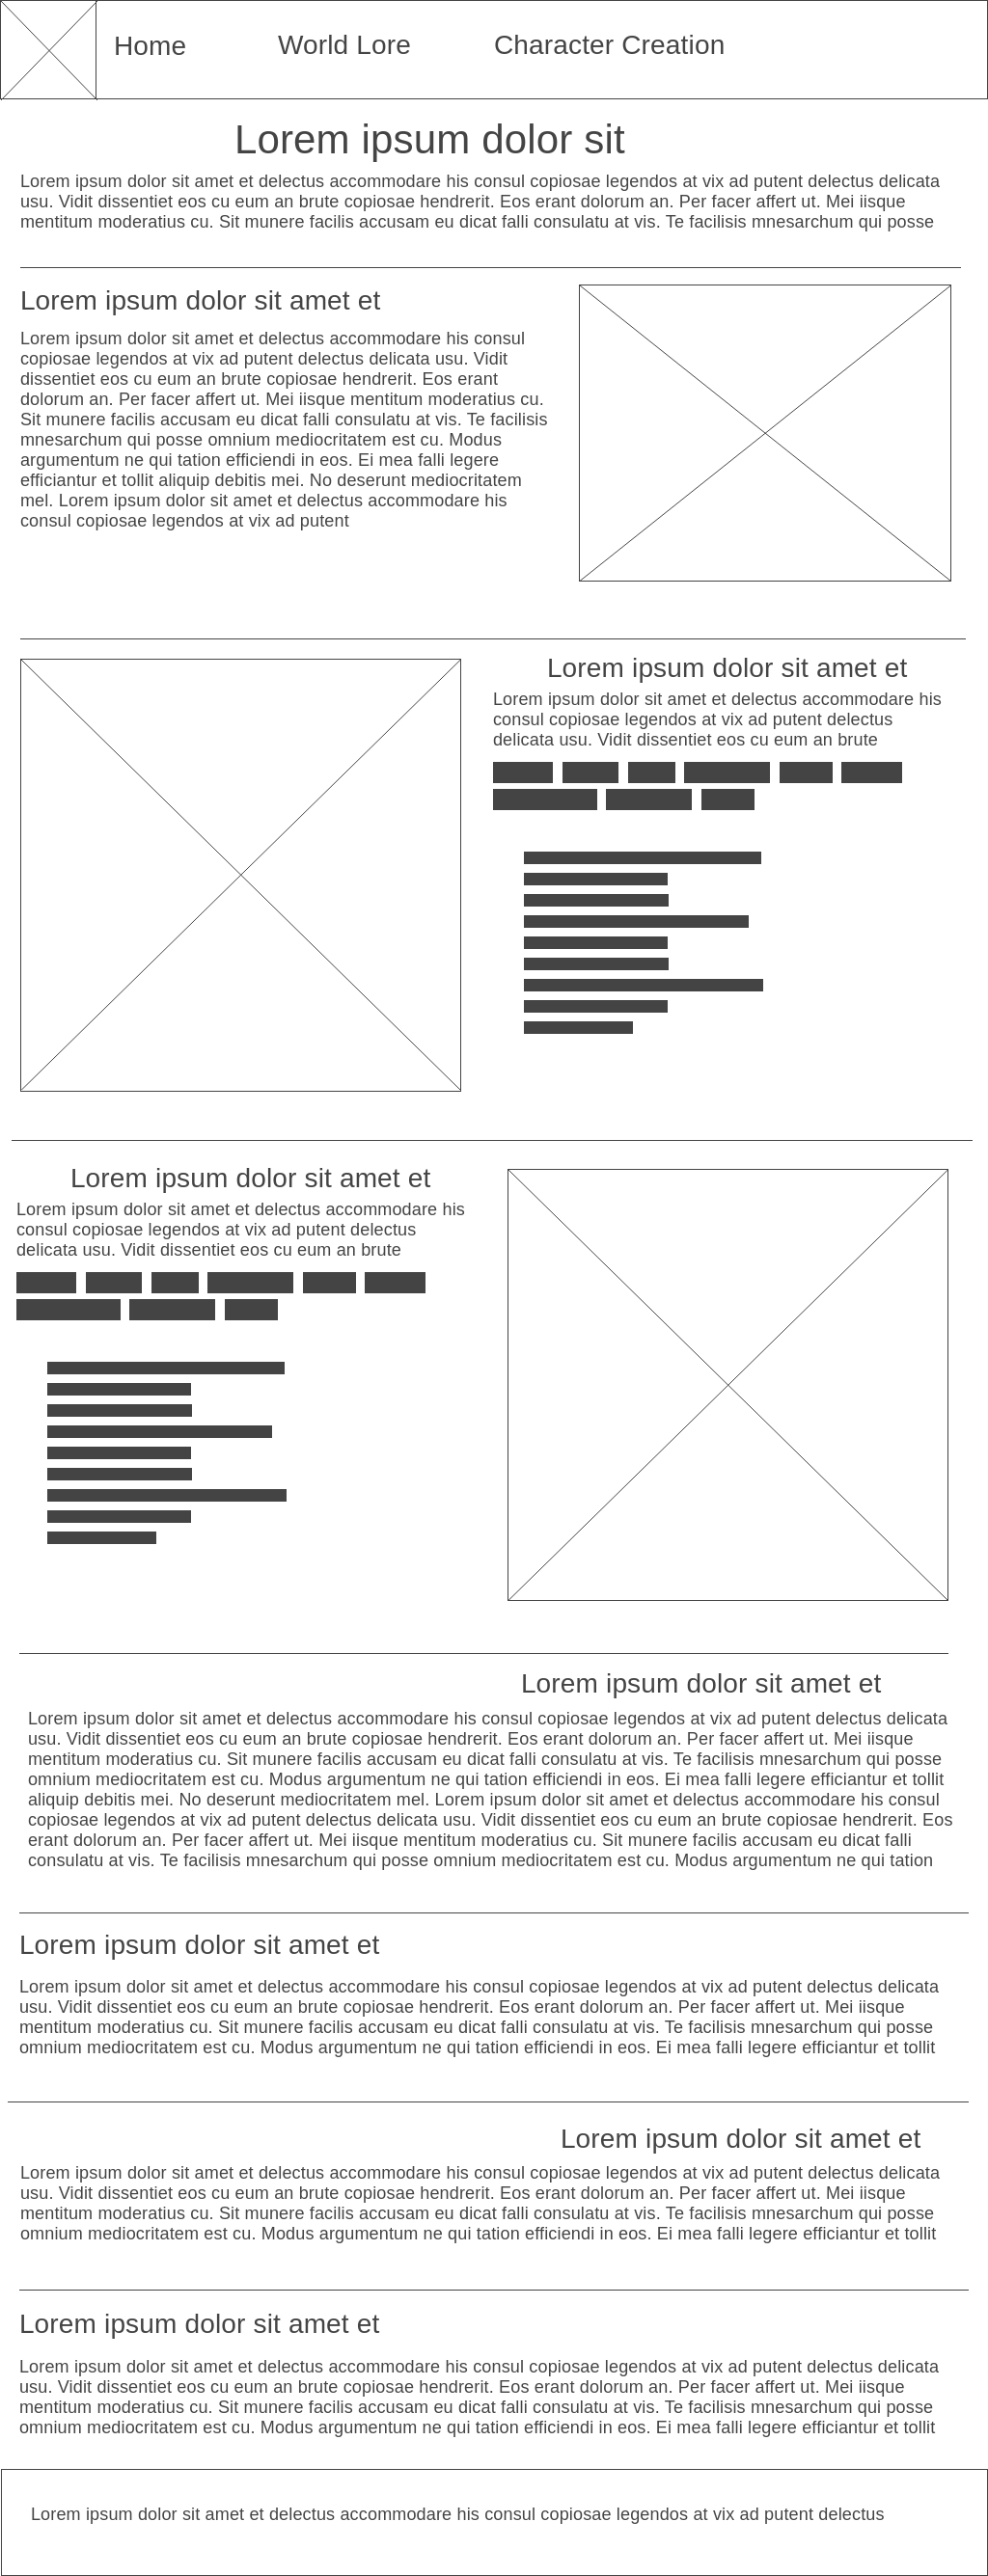 Home
World Lore
Character Creation
Lorem ipsum dolor sit
Lorem ipsum dolor sit amet et delectus accommodare his consul copiosae legendos at vix ad putent delectus delicata
usu. Vidit dissentiet eos cu eum an brute copiosae hendrerit. Eos erant dolorum an. Per facer affert ut. Mei iisque
mentitum moderatius cu. Sit munere facilis accusam eu dicat falli consulatu at vis. Te facilisis mnesarchum qui posse
Lorem ipsum dolor sit amet et
Lorem ipsum dolor sit amet et delectus accommodare his consul
copiosae legendos at vix ad putent delectus delicata usu. Vidit
dissentiet eos cu eum an brute copiosae hendrerit. Eos erant
dolorum an. Per facer affert ut. Mei iisque mentitum moderatius cu.
Sit munere facilis accusam eu dicat falli consulatu at vis. Te facilisis
mnesarchum qui posse omnium mediocritatem est cu. Modus
argumentum ne qui tation efficiendi in eos. Ei mea falli legere
efficiantur et tollit aliquip debitis mei. No deserunt mediocritatem
mel. Lorem ipsum dolor sit amet et delectus accommodare his
consul copiosae legendos at vix ad putent
Lorem ipsum dolor sit amet et
Lorem ipsum dolor sit amet et delectus accommodare his
consul copiosae legendos at vix ad putent delectus
delicata usu. Vidit dissentiet eos cu eum an brute
Lorem ipsum dolor sit amet et
Lorem ipsum dolor sit amet et delectus accommodare his
consul copiosae legendos at vix ad putent delectus
delicata usu. Vidit dissentiet eos cu eum an brute
Lorem ipsum dolor sit amet et
Lorem ipsum dolor sit amet et delectus accommodare his consul copiosae legendos at vix ad putent delectus delicata
usu. Vidit dissentiet eos cu eum an brute copiosae hendrerit. Eos erant dolorum an. Per facer affert ut. Mei iisque
mentitum moderatius cu. Sit munere facilis accusam eu dicat falli consulatu at vis. Te facilisis mnesarchum qui posse
omnium mediocritatem est cu. Modus argumentum ne qui tation efficiendi in eos. Ei mea falli legere efficiantur et tollit
aliquip debitis mei. No deserunt mediocritatem mel. Lorem ipsum dolor sit amet et delectus accommodare his consul
copiosae legendos at vix ad putent delectus delicata usu. Vidit dissentiet eos cu eum an brute copiosae hendrerit. Eos
erant dolorum an. Per facer affert ut. Mei iisque mentitum moderatius cu. Sit munere facilis accusam eu dicat falli
consulatu at vis. Te facilisis mnesarchum qui posse omnium mediocritatem est cu. Modus argumentum ne qui tation
Lorem ipsum dolor sit amet et
Lorem ipsum dolor sit amet et delectus accommodare his consul copiosae legendos at vix ad putent delectus delicata
usu. Vidit dissentiet eos cu eum an brute copiosae hendrerit. Eos erant dolorum an. Per facer affert ut. Mei iisque
mentitum moderatius cu. Sit munere facilis accusam eu dicat falli consulatu at vis. Te facilisis mnesarchum qui posse
omnium mediocritatem est cu. Modus argumentum ne qui tation efficiendi in eos. Ei mea falli legere efficiantur et tollit
Lorem ipsum dolor sit amet et
Lorem ipsum dolor sit amet et delectus accommodare his consul copiosae legendos at vix ad putent delectus delicata
usu. Vidit dissentiet eos cu eum an brute copiosae hendrerit. Eos erant dolorum an. Per facer affert ut. Mei iisque
mentitum moderatius cu. Sit munere facilis accusam eu dicat falli consulatu at vis. Te facilisis mnesarchum qui posse
omnium mediocritatem est cu. Modus argumentum ne qui tation efficiendi in eos. Ei mea falli legere efficiantur et tollit
Lorem ipsum dolor sit amet et
Lorem ipsum dolor sit amet et delectus accommodare his consul copiosae legendos at vix ad putent delectus delicata
usu. Vidit dissentiet eos cu eum an brute copiosae hendrerit. Eos erant dolorum an. Per facer affert ut. Mei iisque
mentitum moderatius cu. Sit munere facilis accusam eu dicat falli consulatu at vis. Te facilisis mnesarchum qui posse
omnium mediocritatem est cu. Modus argumentum ne qui tation efficiendi in eos. Ei mea falli legere efficiantur et tollit
Lorem ipsum dolor sit amet et delectus accommodare his consul copiosae legendos at vix ad putent delectus